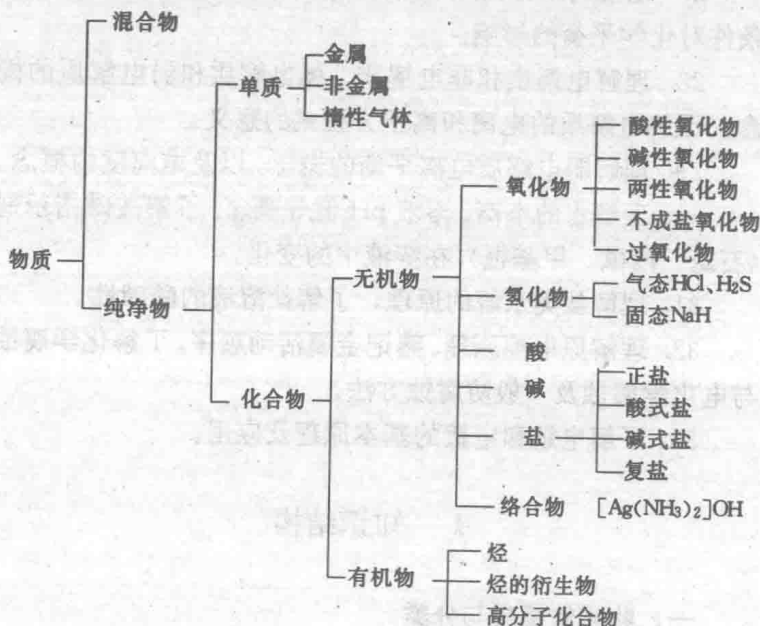 混合物
金属
单质
非金属
惰性气体
酸性氧化物
碱性氧化物
氧化物
两性氧化物
不成盐氧化物
物质
过氧化物
无机物
气态HCl、H₂S
纯净物
氢化物
固态NaH
酸
正盐
碱
化合物
酸式盐
盐
碱式盐
复盐
络合物 [Ag(NH₃)₂]OH
烃
有机物
烃的衍生物
高分子化合物